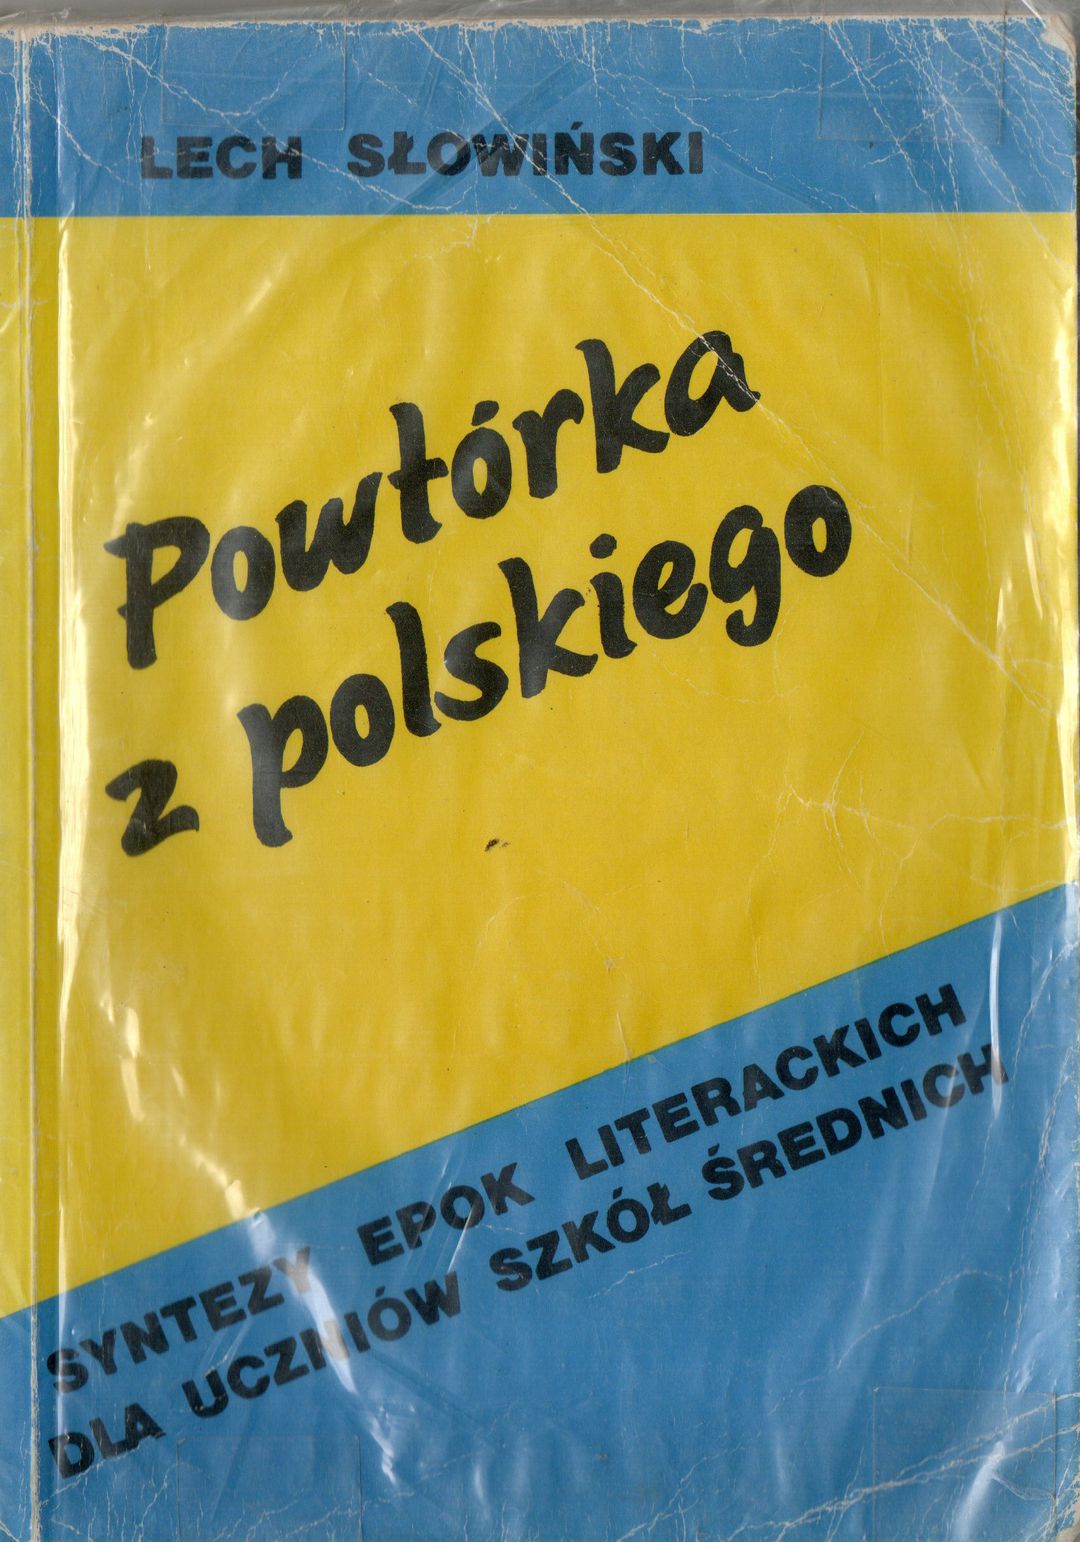 LECH SŁOWIŃSKI
Powtórka
z polskiego
SYNTEZY EPOK LITERACKICH
DLA UCZNIÓW SZKÓŁ ŚREDNICH